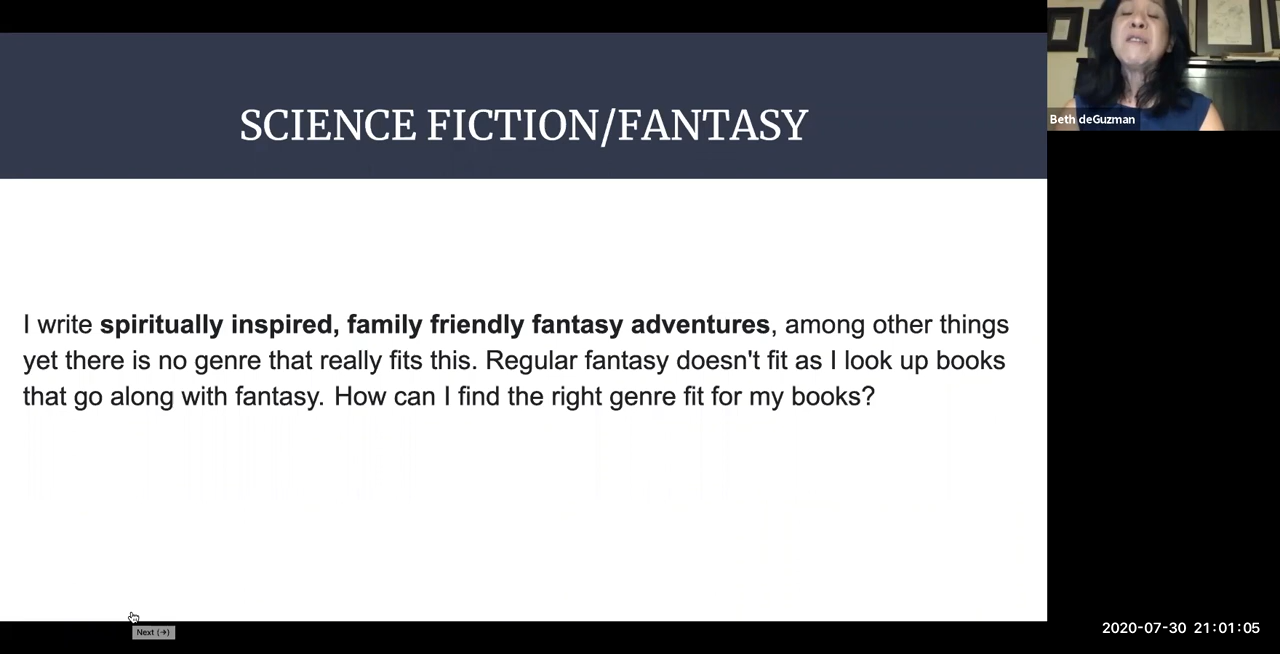 SCIENCE FICTION/FANTASY
Beth deGuzman
I write spiritually inspired, family friendly fantasy adventures, among other things
yet there is no genre that really fits this. Regular fantasy doesn't fit as I look up books
that go along with fantasy. How can I find the right genre fit for my books?
Next (→)
2020-07-30 21:01:05